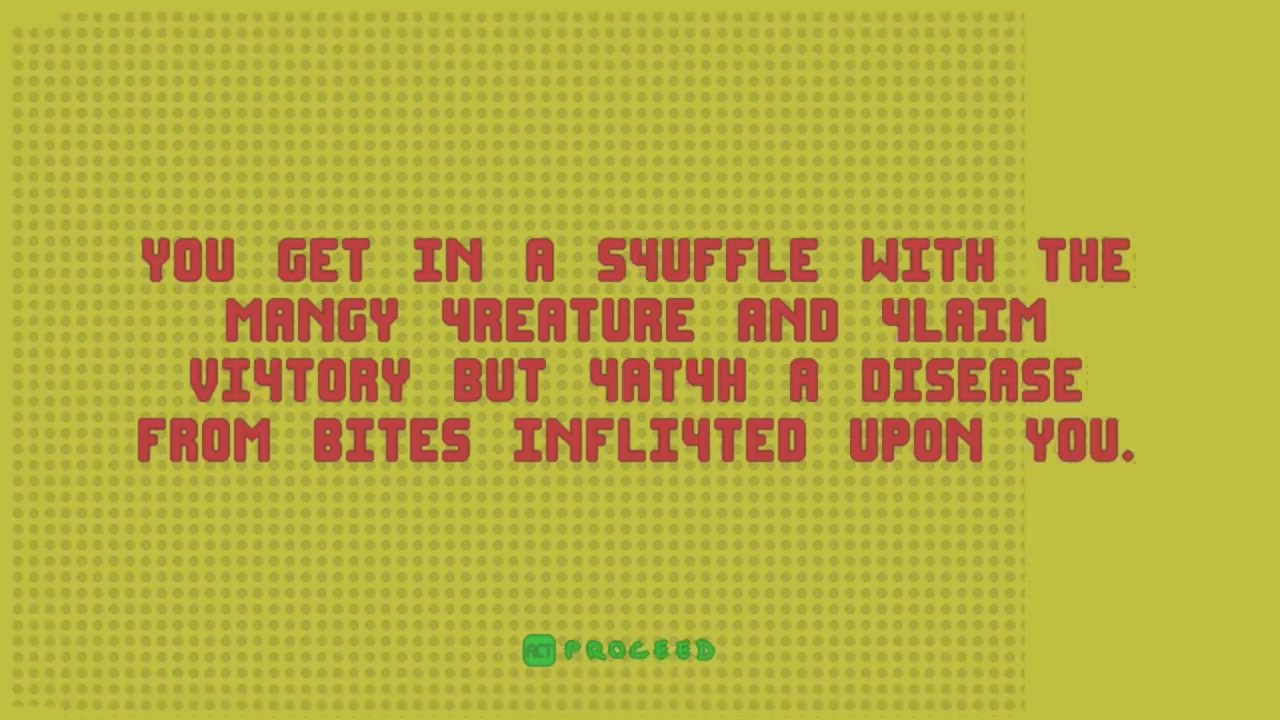 YOU GET IN A S4UFFLE WITH THE
MANGY 4REATURE AND 4LAIM
VI4TORY BUT 4AT4H A DISEASE
FROM BITES INFLI4TED UPON YOU.
ACT PROCEED